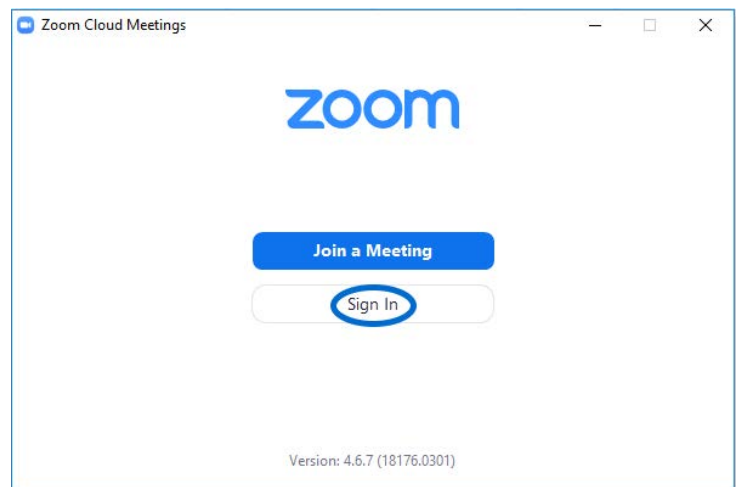 Zoom Cloud Meetings
zoom
Join a Meeting
Sign In
Version: 4.6.7 (18176.0301)